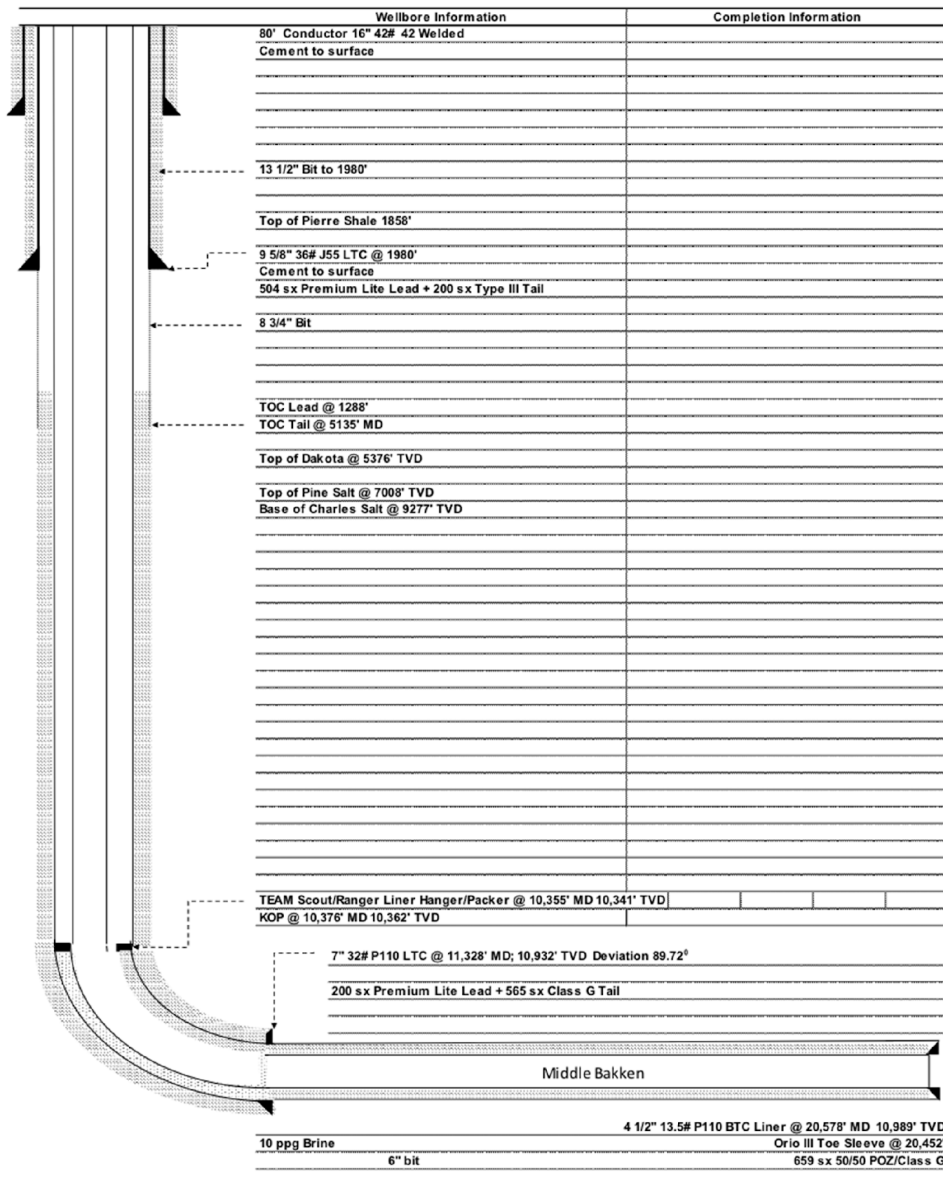 Wellbore Information Completion Information
80' Conductor 16" 42# 42 Welded
Cement to surface
13 1/2" Bit to 1980'
Top of Pierre Shale 1858'
9 5/8" 36# J55 LTC @ 1980'
Cement to surface
504 sx Premium Lite Lead + 200 sx Type III Tail
8 3/4" Bit
TOC Lead @ 1288'
TOC Tail @ 5135' MD
Top of Dakota @ 5376' TVD
Top of Pine Salt @ 7008' TVD
Base of Charles Salt @ 9277' TVD
TEAM Scout/Ranger Liner Hanger/Packer @ 10,355' MD 10,341' TVD
KOP @ 10,376' MD 10,362' TVD
7" 32# P110 LTC @ 11,328' MD; 10,932' TVD Deviation 89.72⁰
200 sx Premium Lite Lead + 565 sx Class G Tail
Middle Bakken
4 1/2" 13.5# P110 BTC Liner @ 20,578' MD 10,989' TVD
10 ppg Brine Orio III Toe Sleeve @ 20,452'
6" bit 659 sx 50/50 POZ/Class G